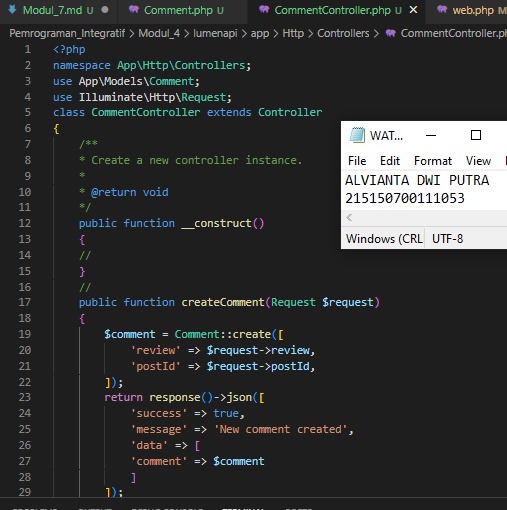 Modul_7.md
Comment.php
CommentController.php
web.php
Pemrograman_Integratif > Modul_4 > lumenapi > app > Http > Controllers > CommentController.ph
1 <?php
2 namespace App\Http\Controllers;
3 use App\Models\Comment;
4 use Illuminate\Http\Request;
5 class CommentController extends Controller
6 {
7 /**
8 * Create a new controller instance.
9 *
10 * @return void
11 */
12 public function __construct()
13 {
14 //
15 }
16 //
17 public function createComment(Request $request)
18 {
19 $comment = Comment::create([
20 'review' => $request->review,
21 'postId' => $request->postId,
22 ]);
23 return response()->json([
24 'success' => true,
25 'message' => 'New comment created',
26 'data' => [
27 'comment' => $comment
28 ]
29 ]);
WAT...
File Edit Format View
ALVIANTA DWI PUTRA
215150700111053
Windows (CRL UTF-8